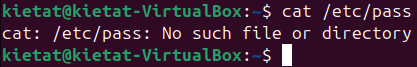 kietat@kietat-VirtualBox:~$ cat /etc/pass
cat: /etc/pass: No such file or directory
kietat@kietat-VirtualBox:~$